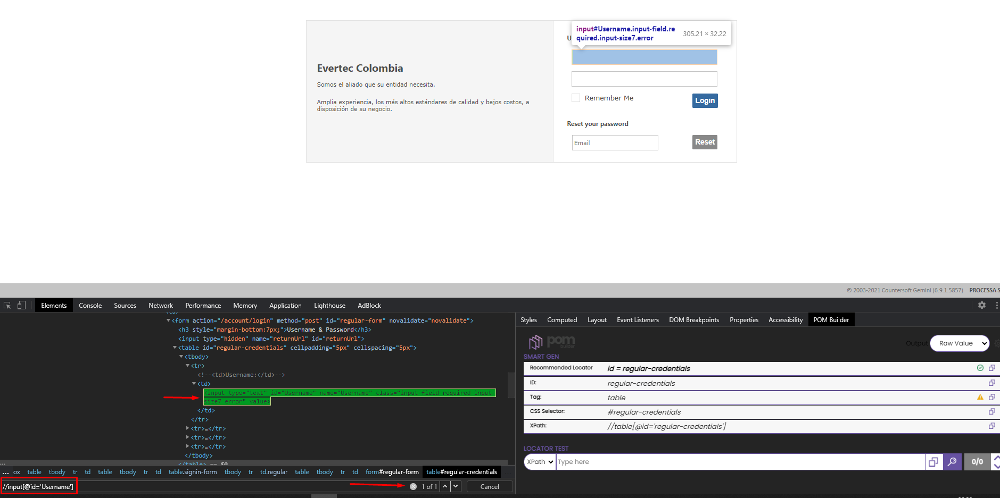 input#Username.input-field.re
quired.input-size7.error
305.21 × 32.22
U
Evertec Colombia
Somos el aliado que su entidad necesita.
Amplia experiencia, los más altos estándares de calidad y bajos costos, a
disposición de su negocio.
Remember Me
Login
Reset your password
Email
Reset
© 2003-2021 Countersoft Gemini (6.9.1.5857) PROCESSA S
Elements Console Sources Network Performance Memory Application Lighthouse AdBlock
<form action="/account/login" method="post" id="regular-form" novalidate="novalidate">
<h3 style="margin-bottom:7px;">Username & Password</h3>
<input type="hidden" name="returnUrl" id="returnUrl">
<table id="regular-credentials" cellpadding="5px" cellspacing="5px">
<tbody>
<tr>
<!--<td>Username:</td>-->
<td>
<input type="text" id="Username" name="Username" class="input-field required input-
size7 error" value>
</td>
</tr>
<tr>…</tr>
<tr>…</tr>
<tr>…</tr>
</tbody>
</table> == $0
... ox table tbody tr td table tbody tr td table.signin-form tbody tr td.regular table tbody tr td form#regular-form table#regular-credentials
//input[@id='Username']
1 of 1
Cancel
Styles Computed Layout Event Listeners DOM Breakpoints Properties Accessibility POM Builder
pom
builder
Output Raw Value
SMART GEN
Recommended Locator id = regular-credentials
ID: regular-credentials
Tag: table
CSS Selector: #regular-credentials
XPath: //table[@id='regular-credentials']
LOCATOR TEST
XPath Type here 0/0